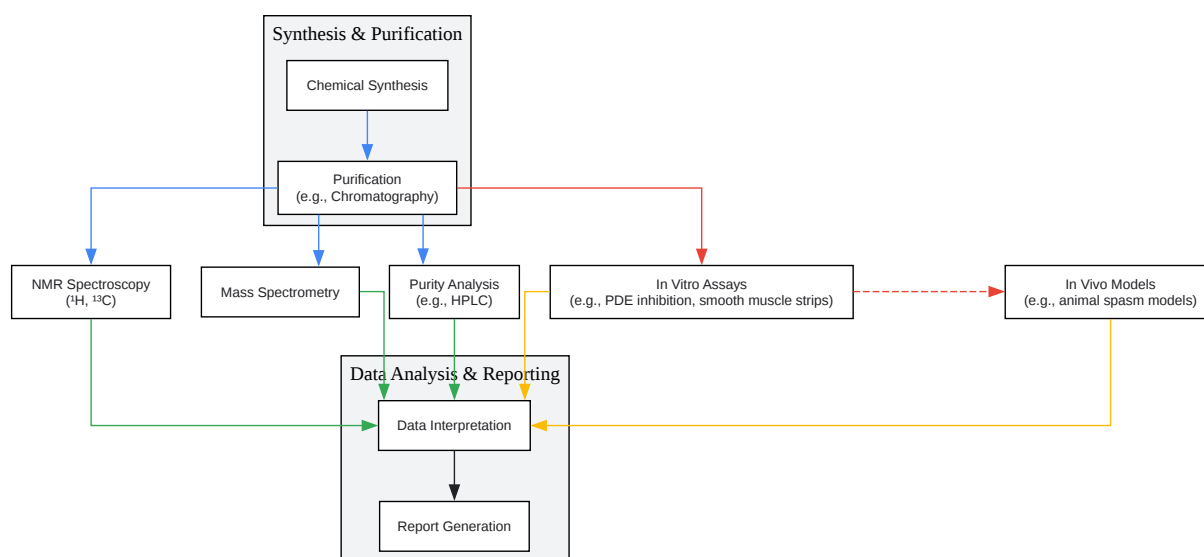 Synthesis & Purification
Chemical Synthesis
Purification
(e.g., Chromatography)
NMR Spectroscopy
(¹H, ¹³C)
Mass Spectrometry
Purity Analysis
(e.g., HPLC)
In Vitro Assays
(e.g., PDE inhibition, smooth muscle strips)
In Vivo Models
(e.g., animal spasm models)
Data Analysis & Reporting
Data Interpretation
Report Generation